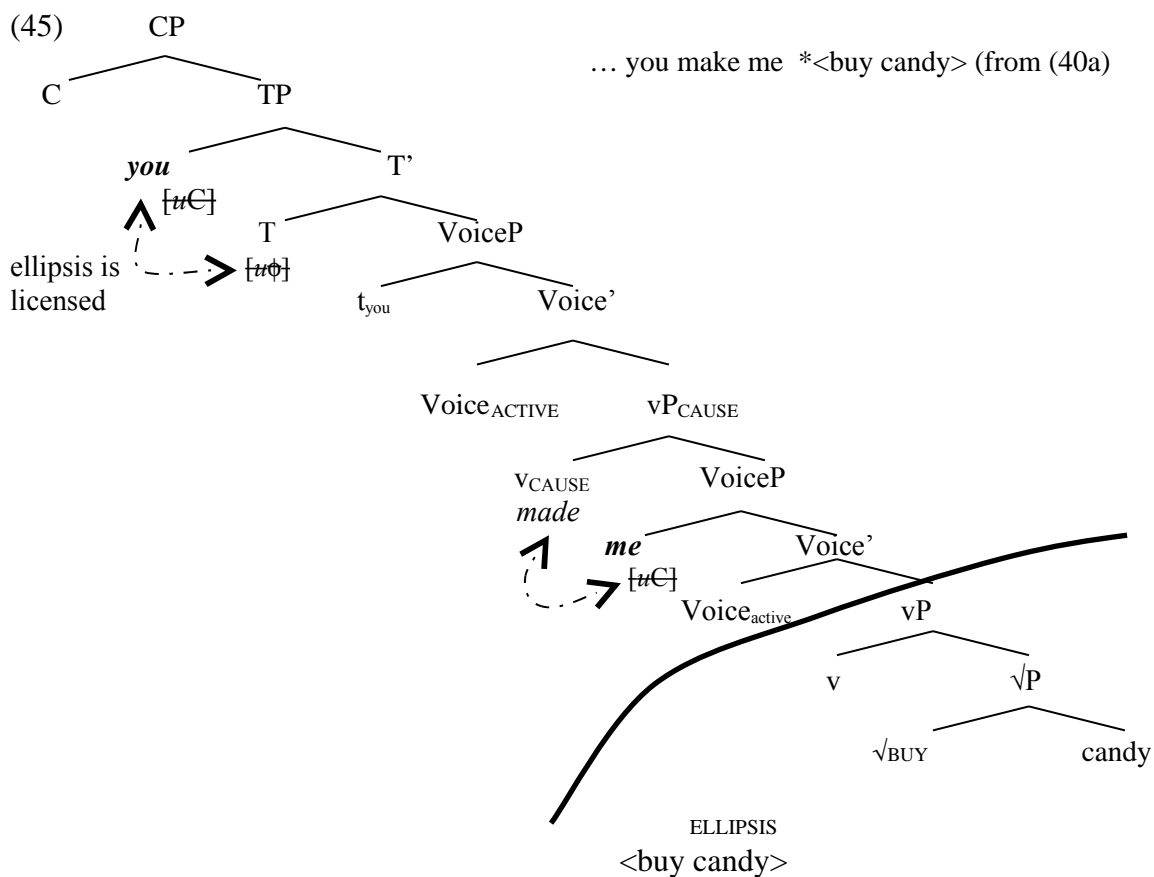 (45) CP
… you make me *<buy candy> (from (40a)
C TP
you T’
[uC]
T VoiceP
ellipsis is [uϕ]
licensed
t_you Voice’
Voice_ACTIVE vP_CAUSE
v_CAUSE VoiceP
made
me Voice’
[uC]
Voice_active vP
v √P
√BUY candy
ELLIPSIS
<buy candy>